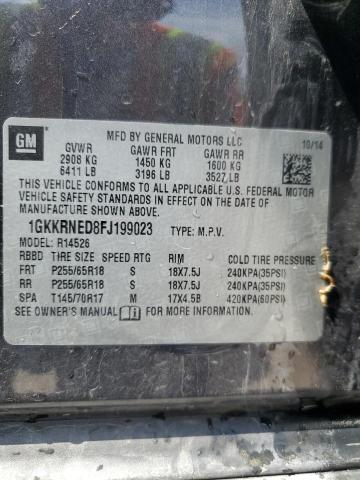 GM
MFD BY GENERAL MOTORS LLC 10/14
GVWR GAWR FRT GAWR RR
2908 KG 1450 KG 1600 KG
6411 LB 3196 LB 3527 LB
THIS VEHICLE CONFORMS TO ALL APPLICABLE U.S. FEDERAL MOTOR
VEHICLE SAFETY STANDARDS IN EFFECT ON THE DATE OF
MANUFACTURE SHOWN ABOVE.
1GKKRNED8FJ199023 TYPE: M.P.V.
MODEL: R14526
RBBD TIRE SIZE SPEED RTG RIM COLD TIRE PRESSURE
FRT P255/65R18 S 18X7.5J 240KPA(35PSI)
RR P255/65R18 S 18X7.5J 240KPA(35PSI)
SPA T145/70R17 M 17X4.5B 420KPA(60PSI)
SEE OWNER'S MANUAL FOR MORE INFORMATION